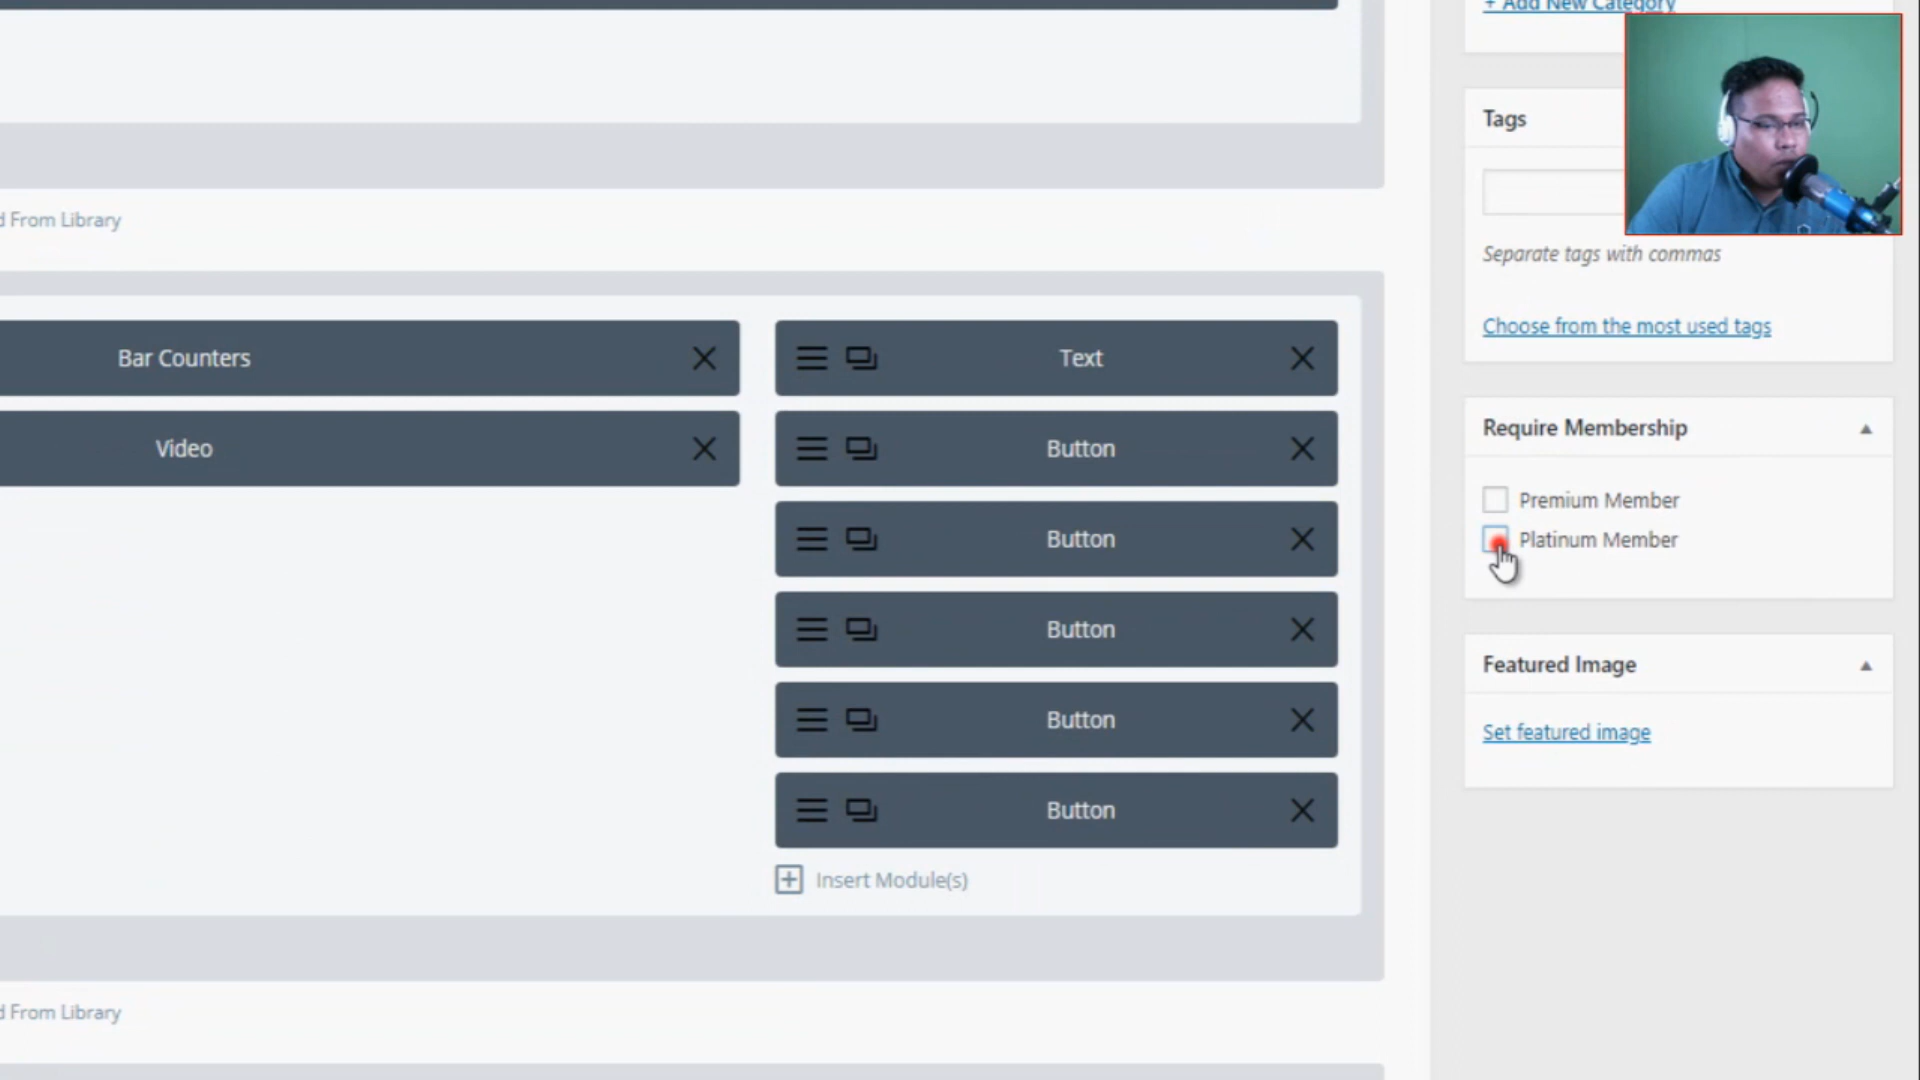 + Add New Category
Tags
d From Library
Separate tags with commas
Choose from the most used tags
Bar Counters
Text
Video
Button
Button
Button
Button
Button
Insert Module(s)
Require Membership
Premium Member
Platinum Member
Featured Image
Set featured image
d From Library